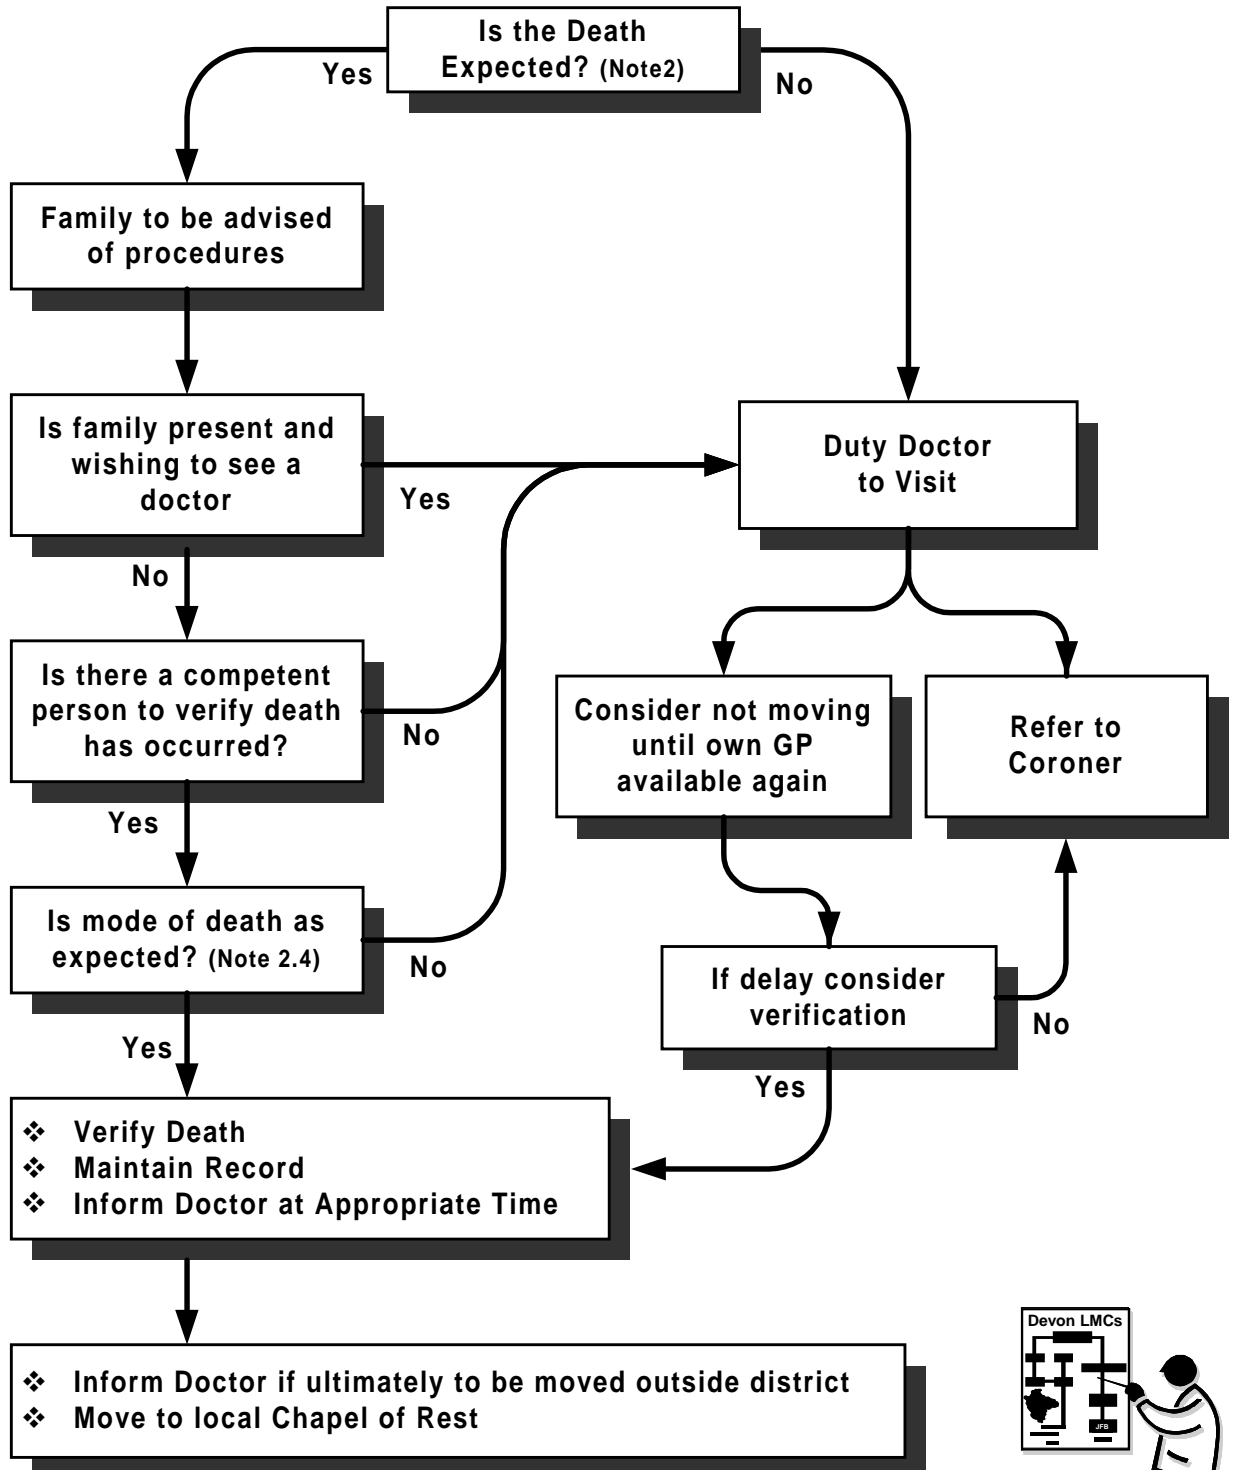 Is the Death
Expected? (Note2)
Yes
No
Family to be advised
of procedures
Is family present and
wishing to see a
doctor
Yes
No
Duty Doctor
to Visit
Is there a competent
person to verify death
has occurred?
No
Yes
Consider not moving
until own GP
available again
Refer to
Coroner
Is mode of death as
expected? (Note 2.4)
No
Yes
If delay consider
verification
No
Yes
❖ Verify Death
❖ Maintain Record
❖ Inform Doctor at Appropriate Time
❖ Inform Doctor if ultimately to be moved outside district
❖ Move to local Chapel of Rest
Devon LMCs
JFB